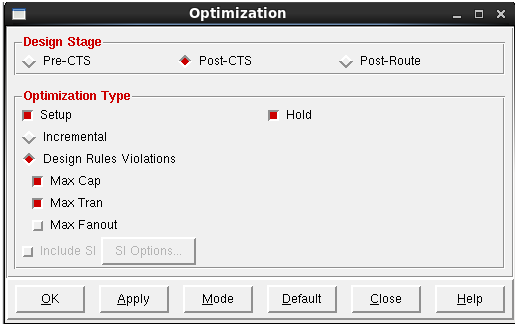 Optimization
Design Stage
Pre-CTS Post-CTS Post-Route
Optimization Type
Setup Hold
Incremental
Design Rules Violations
Max Cap
Max Tran
Max Fanout
Include SI SI Options...
OK Apply Mode Default Close Help